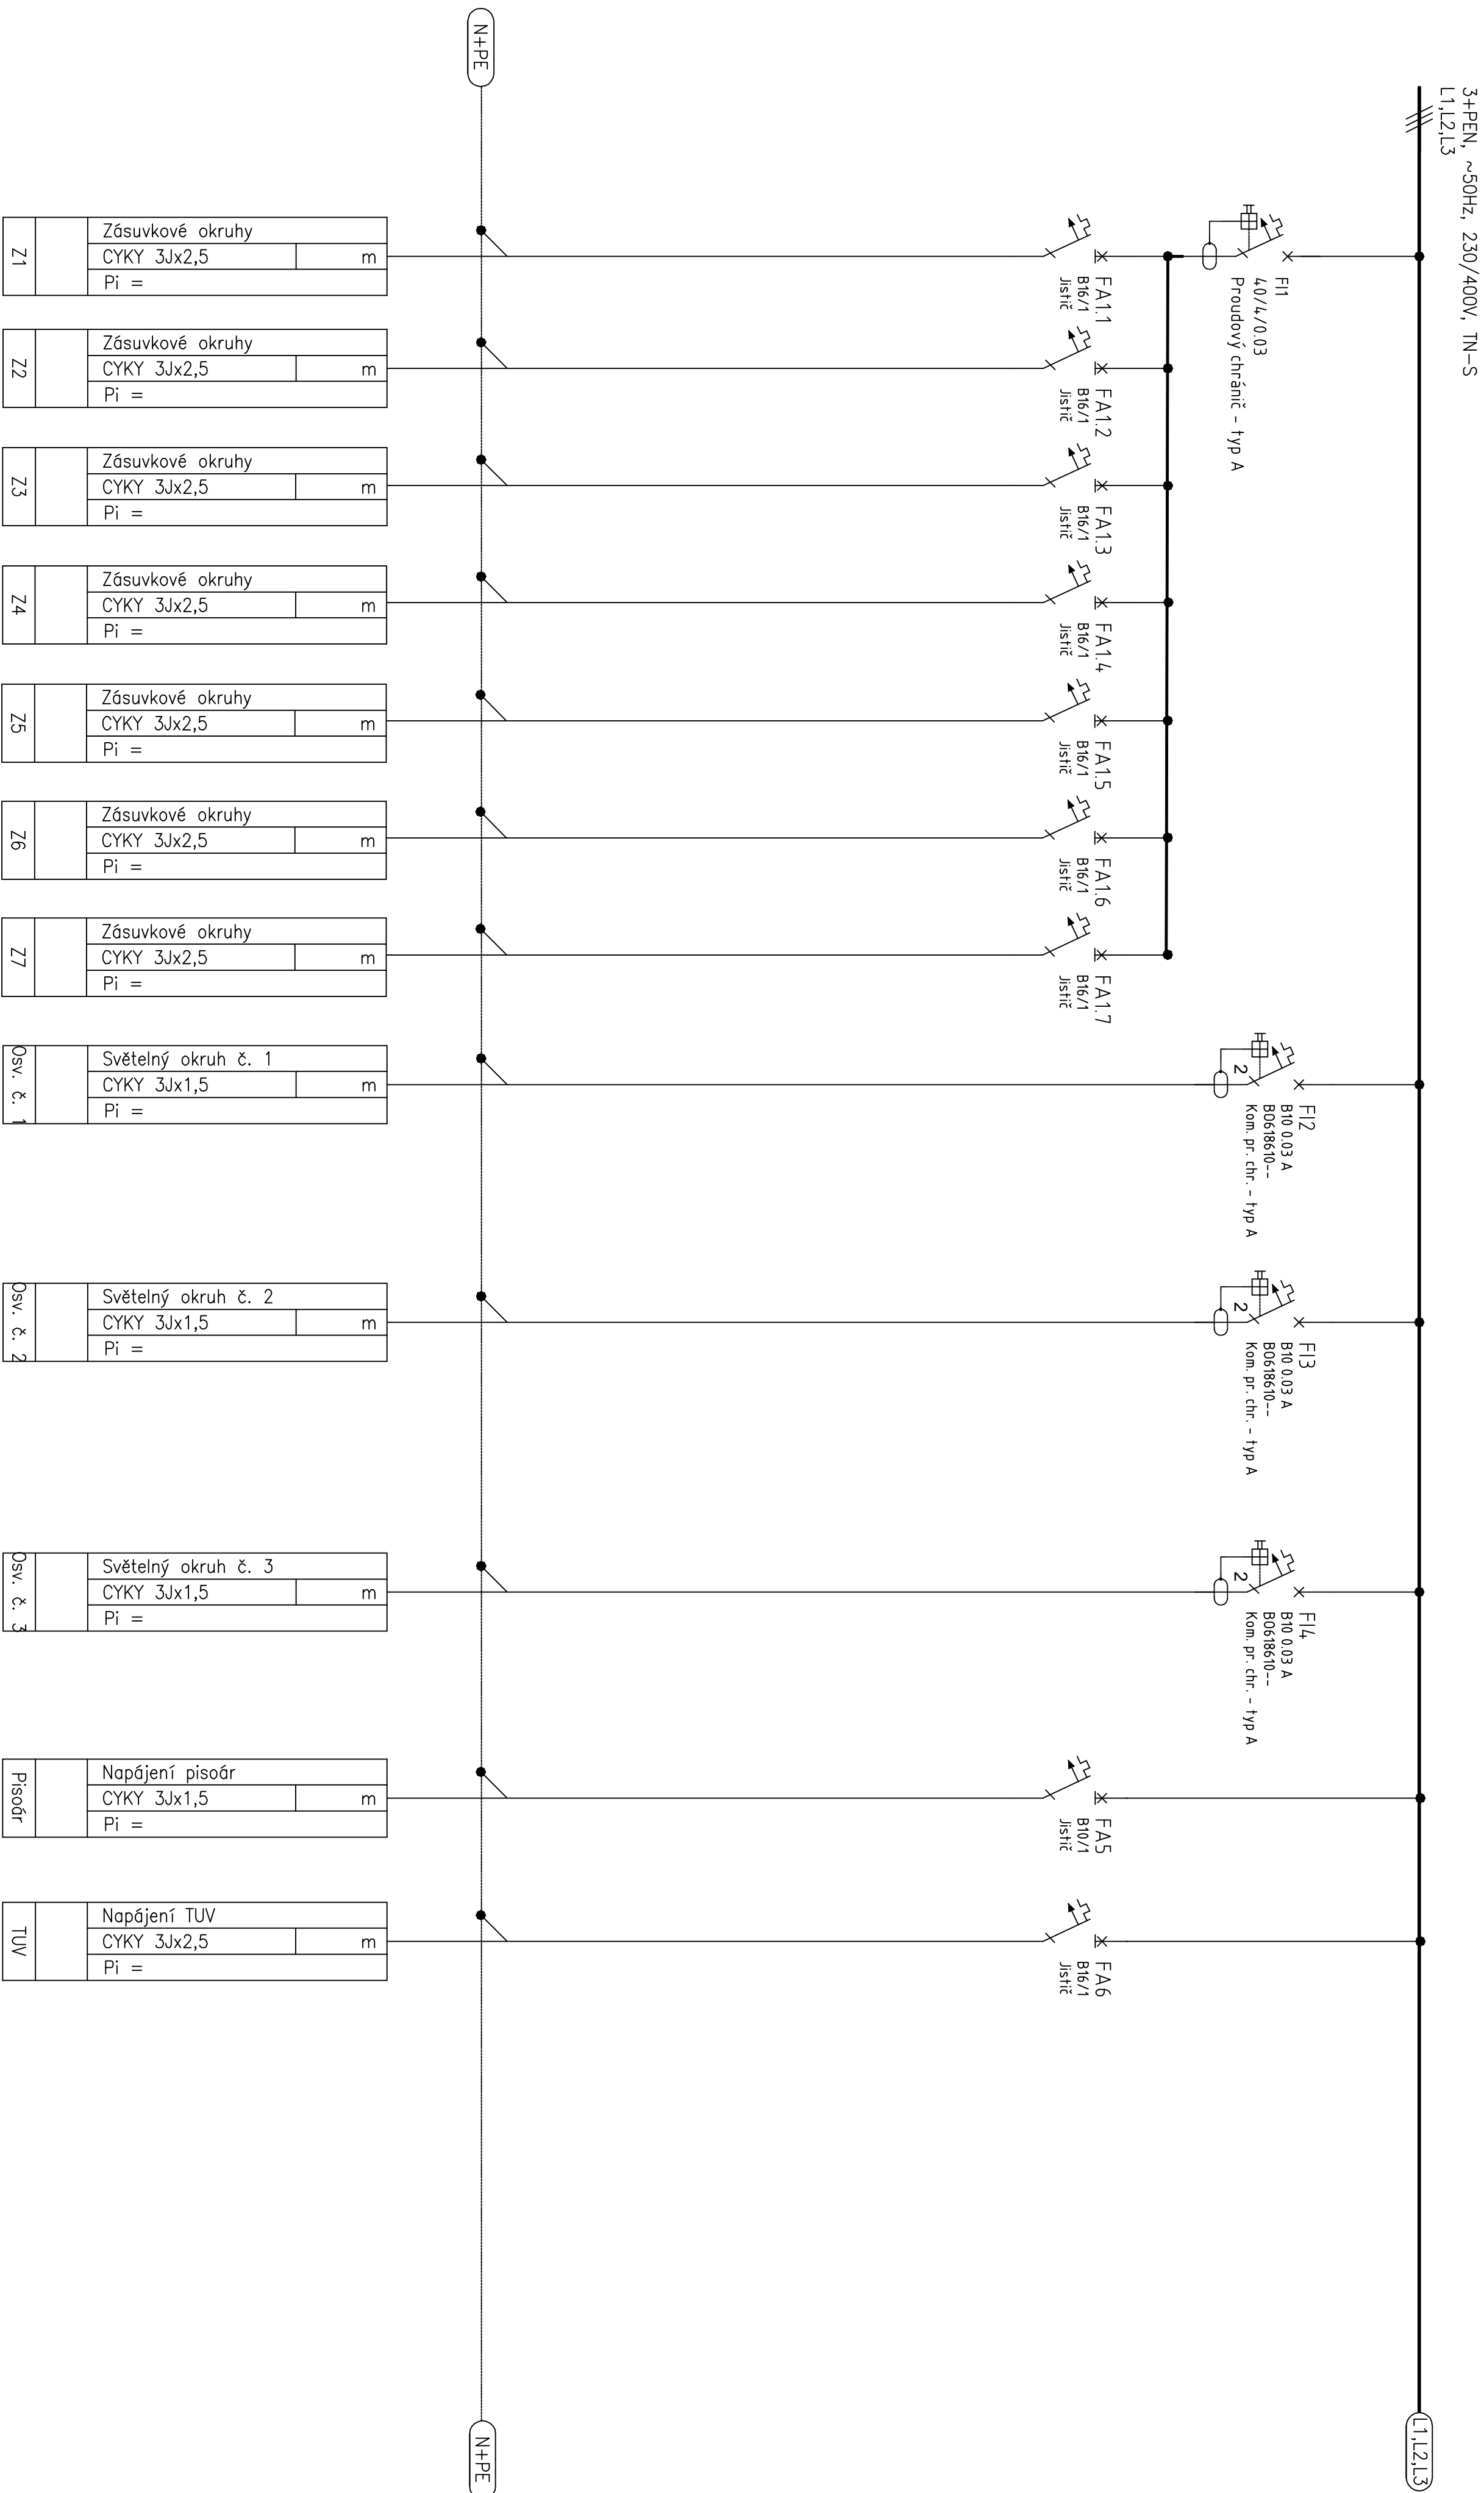 3+PEN, ~50Hz, 230/400V, TN-S
L1,L2,L3
N+PE
FI1
40/4/0.03
Proudový chránič - typ A
FA1.1
B16/1
Jistič
Zásuvkové okruhy
CYKY 3Jx2,5 m
Pi =
Z1
FA1.2
B16/1
Jistič
Zásuvkové okruhy
CYKY 3Jx2,5 m
Pi =
Z2
FA1.3
B16/1
Jistič
Zásuvkové okruhy
CYKY 3Jx2,5 m
Pi =
Z3
FA1.4
B16/1
Jistič
Zásuvkové okruhy
CYKY 3Jx2,5 m
Pi =
Z4
FA1.5
B16/1
Jistič
Zásuvkové okruhy
CYKY 3Jx2,5 m
Pi =
Z5
FA1.6
B16/1
Jistič
Zásuvkové okruhy
CYKY 3Jx2,5 m
Pi =
Z6
FA1.7
B16/1
Jistič
Zásuvkové okruhy
CYKY 3Jx2,5 m
Pi =
Z7
2
FI2
B10 0.03 A
BO618610--
Kom. pr. chr. - typ A
Světelný okruh č. 1
CYKY 3Jx1,5 m
Pi =
Osv. č. 1
2
FI3
B10 0.03 A
BO618610--
Kom. pr. chr. - typ A
Světelný okruh č. 2
CYKY 3Jx1,5 m
Pi =
Osv. č. 2
2
FI4
B10 0.03 A
BO618610--
Kom. pr. chr. - typ A
Světelný okruh č. 3
CYKY 3Jx1,5 m
Pi =
Osv. č. 3
FA5
B10/1
Jistič
Napájení pisoár
CYKY 3Jx1,5 m
Pi =
Pisoár
FA6
B16/1
Jistič
Napájení TUV
CYKY 3Jx2,5 m
Pi =
TUV
L1,L2,L3
N+PE